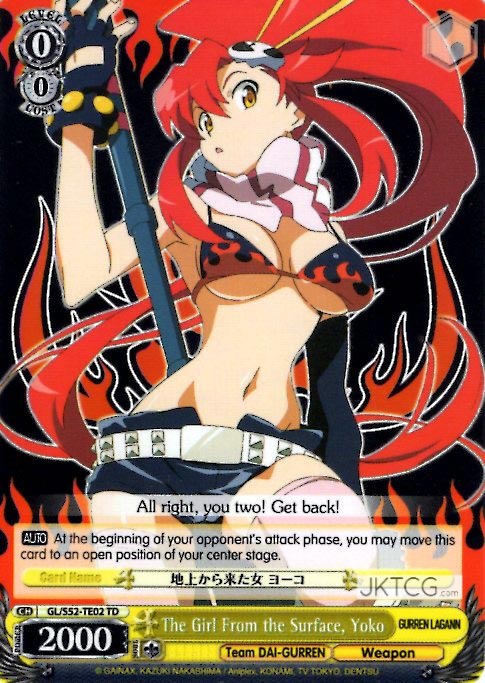 LEVEL
0
0
COST
All right, you two! Get back!
AUTO At the beginning of your opponent's attack phase, you may move this
card to an open position of your center stage.
Card Name
地上から来た女 ヨーコ
JKTCG.com
CH GL/S52-TE02 TD
POWER
2000
SOUL
The Girl From the Surface, Yoko
GURREN LAGANN
Team DAI-GURREN
Weapon
© GAINAX, KAZUKI NAKASHIMA / Aniplex, KONAMI, TV TOKYO, DENTSU